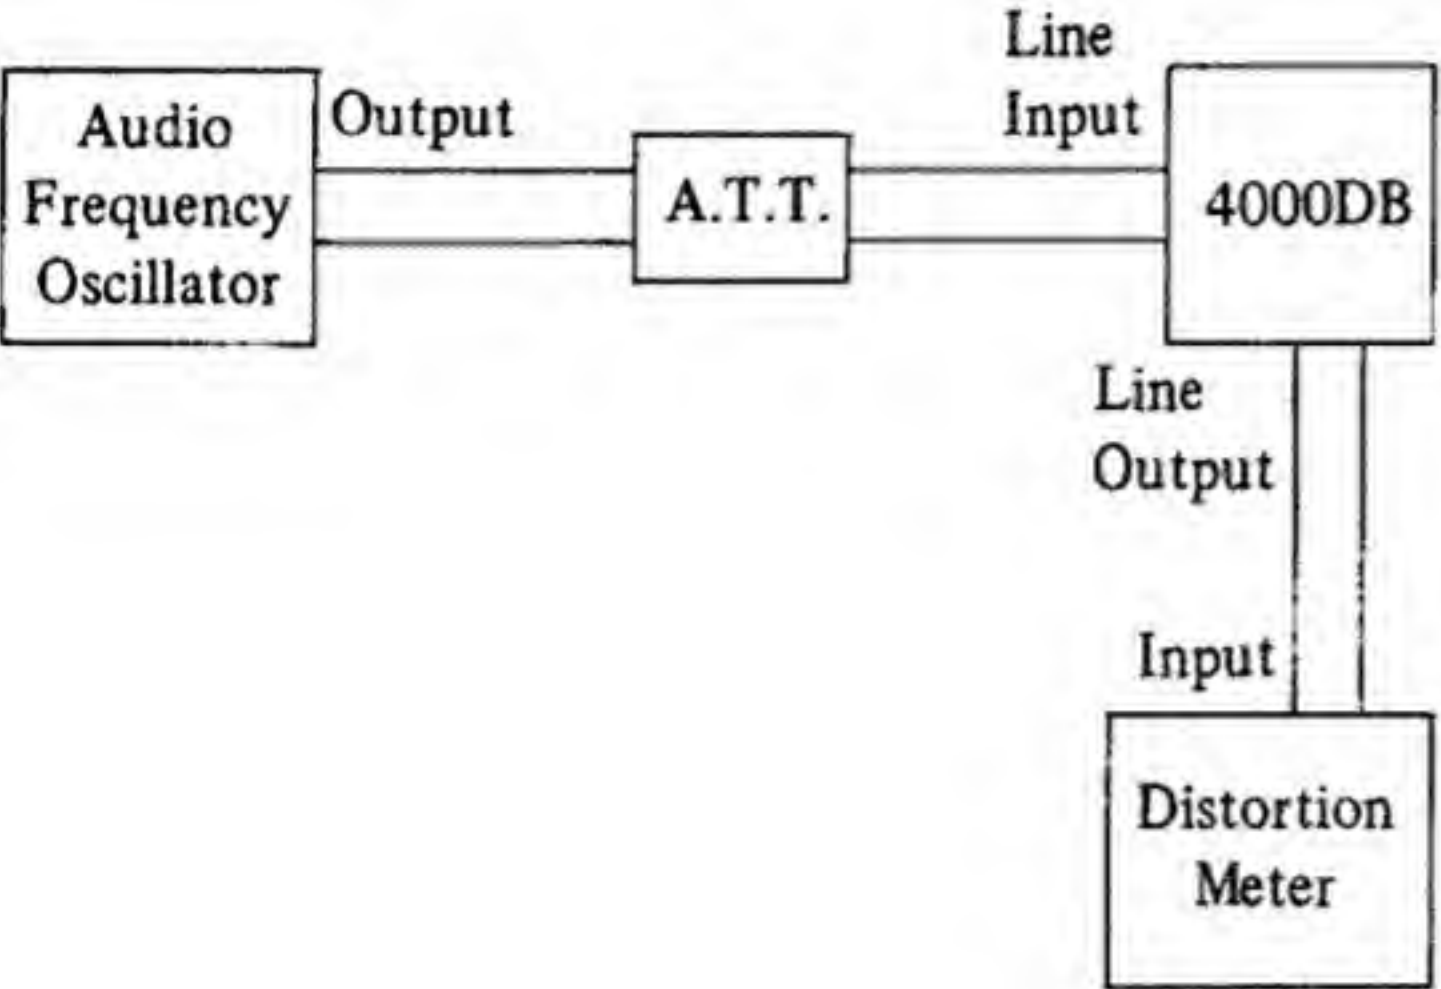 Audio
Frequency
Oscillator
Output
A.T.T.
Line
Input
4000DB
Line
Output
Input
Distortion
Meter